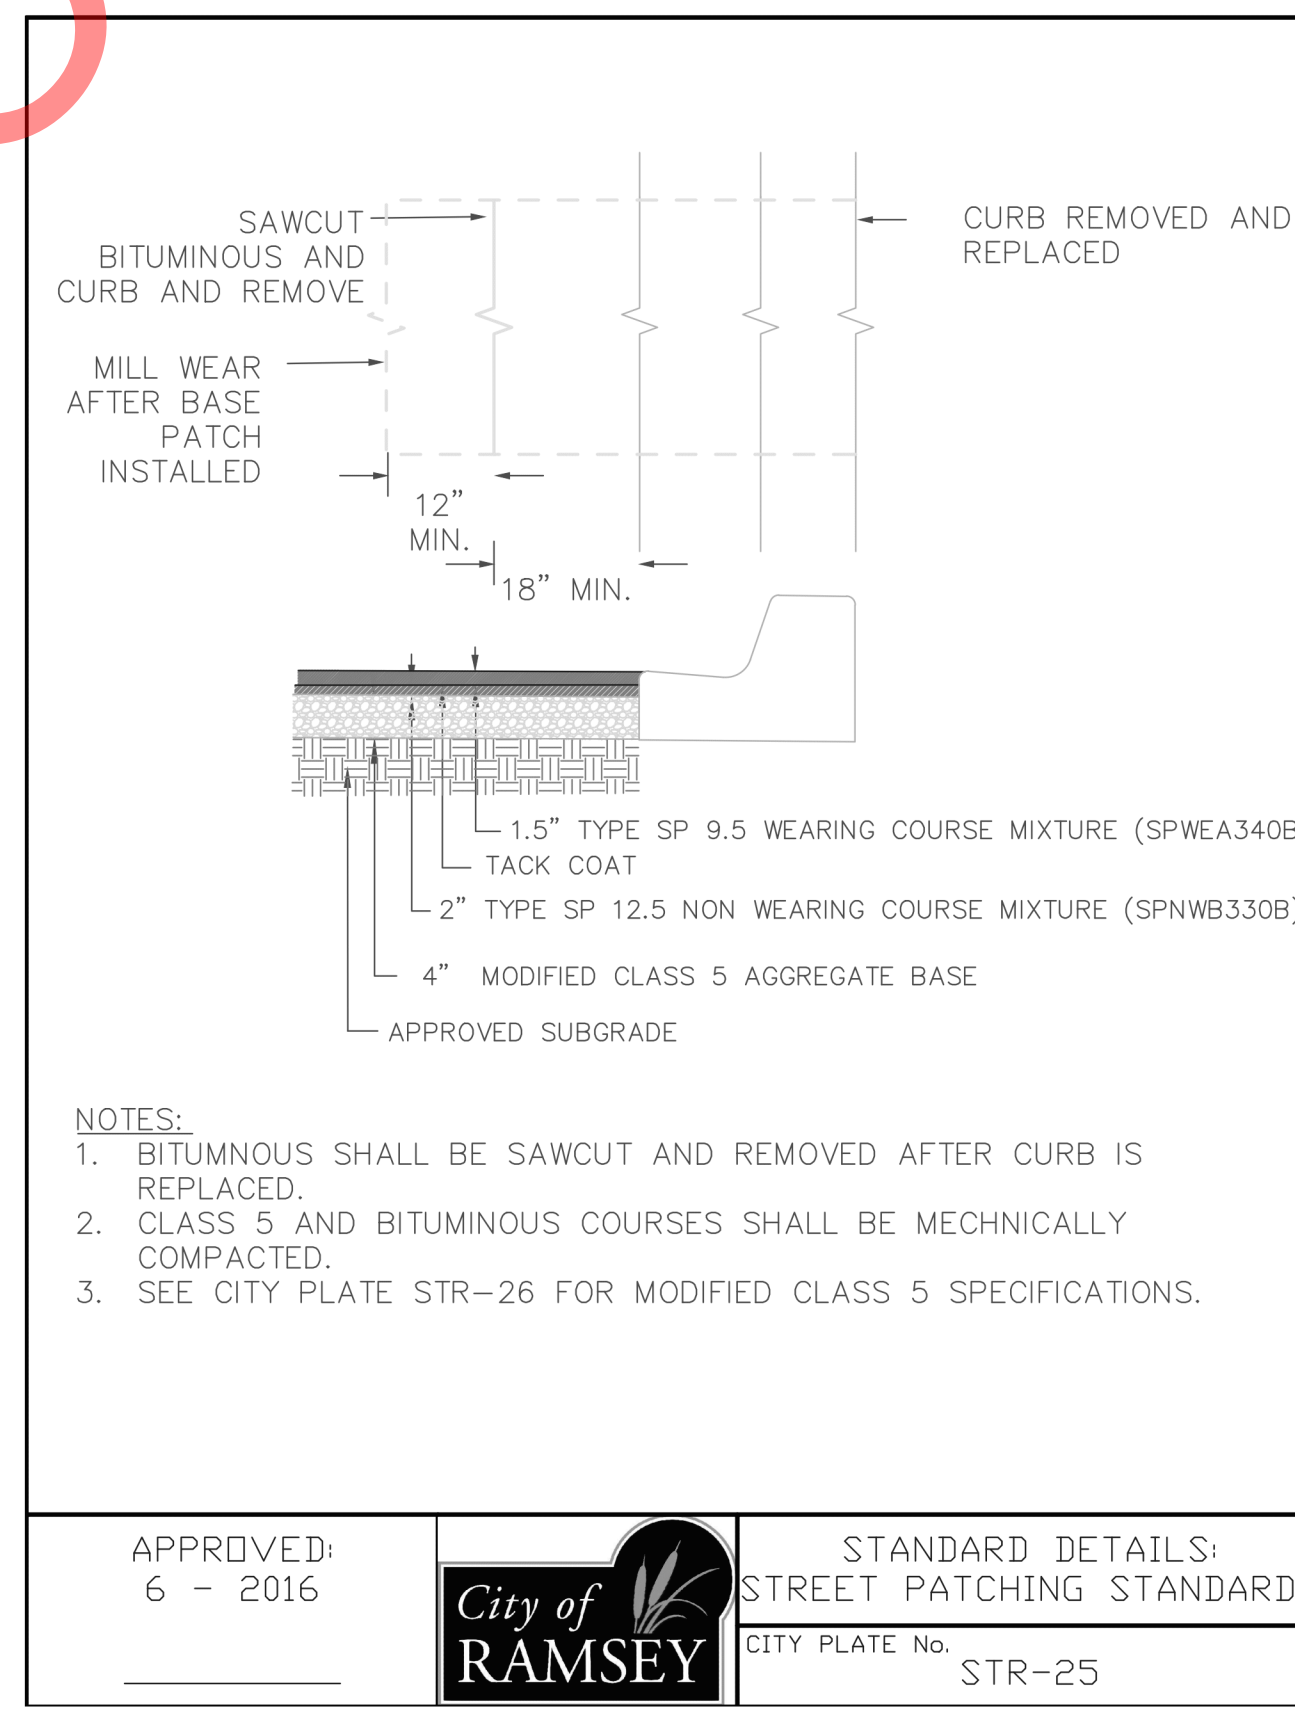 SAWCUT
BITUMINOUS AND
CURB AND REMOVE
CURB REMOVED AND
REPLACED
MILL WEAR
AFTER BASE
PATCH
INSTALLED
12”
MIN.
18” MIN.
1.5” TYPE SP 9.5 WEARING COURSE MIXTURE (SPWEA340B
TACK COAT
2” TYPE SP 12.5 NON WEARING COURSE MIXTURE (SPNWB330B)
4” MODIFIED CLASS 5 AGGREGATE BASE
APPROVED SUBGRADE
NOTES:
1. BITUMNOUS SHALL BE SAWCUT AND REMOVED AFTER CURB IS
REPLACED.
2. CLASS 5 AND BITUMINOUS COURSES SHALL BE MECHNICALLY
COMPACTED.
3. SEE CITY PLATE STR-26 FOR MODIFIED CLASS 5 SPECIFICATIONS.
APPROVED:
6 - 2016
City of
RAMSEY
STANDARD DETAILS:
STREET PATCHING STANDARD
CITY PLATE No.
STR-25